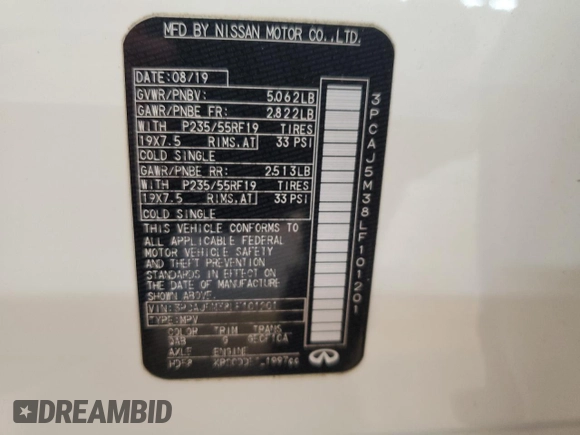 MFD BY NISSAN MOTOR CO.,LTD.
DATE:08/19
GVWR/PNBV: 5.062LB
GAWR/PNBE FR: 2.822LB
WITH P235/55RF19 TIRES
19X7.5 RIMS,AT 33 PSI
COLD SINGLE
GAWR/PNBE RR: 2.513LB
WITH P235/55RF19 TIRES
19X7.5 RIMS,AT 33 PSI
COLD SINGLE
THIS VEHICLE CONFORMS TO
ALL APPLICABLE FEDERAL
MOTOR VEHICLE SAFETY
AND THEFT PREVENTION
STANDARDS IN EFFECT ON
THE DATE OF MANUFACTURE
SHOWN ABOVE.
VIN:3PCAJ5M38LF101201
TYPE:MPV
COLOR TRIM TRANS
QAB G
AXLE ENGINE
3PCAJ5M38LF101201
DREAMBID